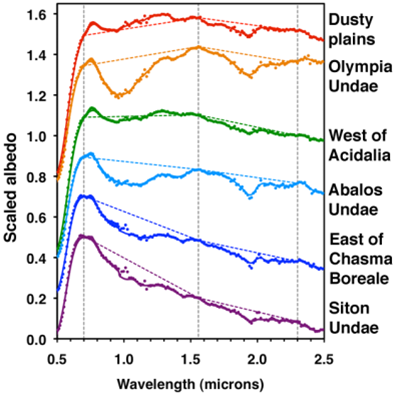 Scaled albedo
1.6
1.4
1.2
1.0
0.8
0.6
0.4
0.2
0.0
Dusty
plains
Olympia
Undae
West of
Acidalia
Abalos
Undae
East of
Chasma
Boreale
Siton
Undae
0.5 1.0 1.5 2.0 2.5
Wavelength (microns)